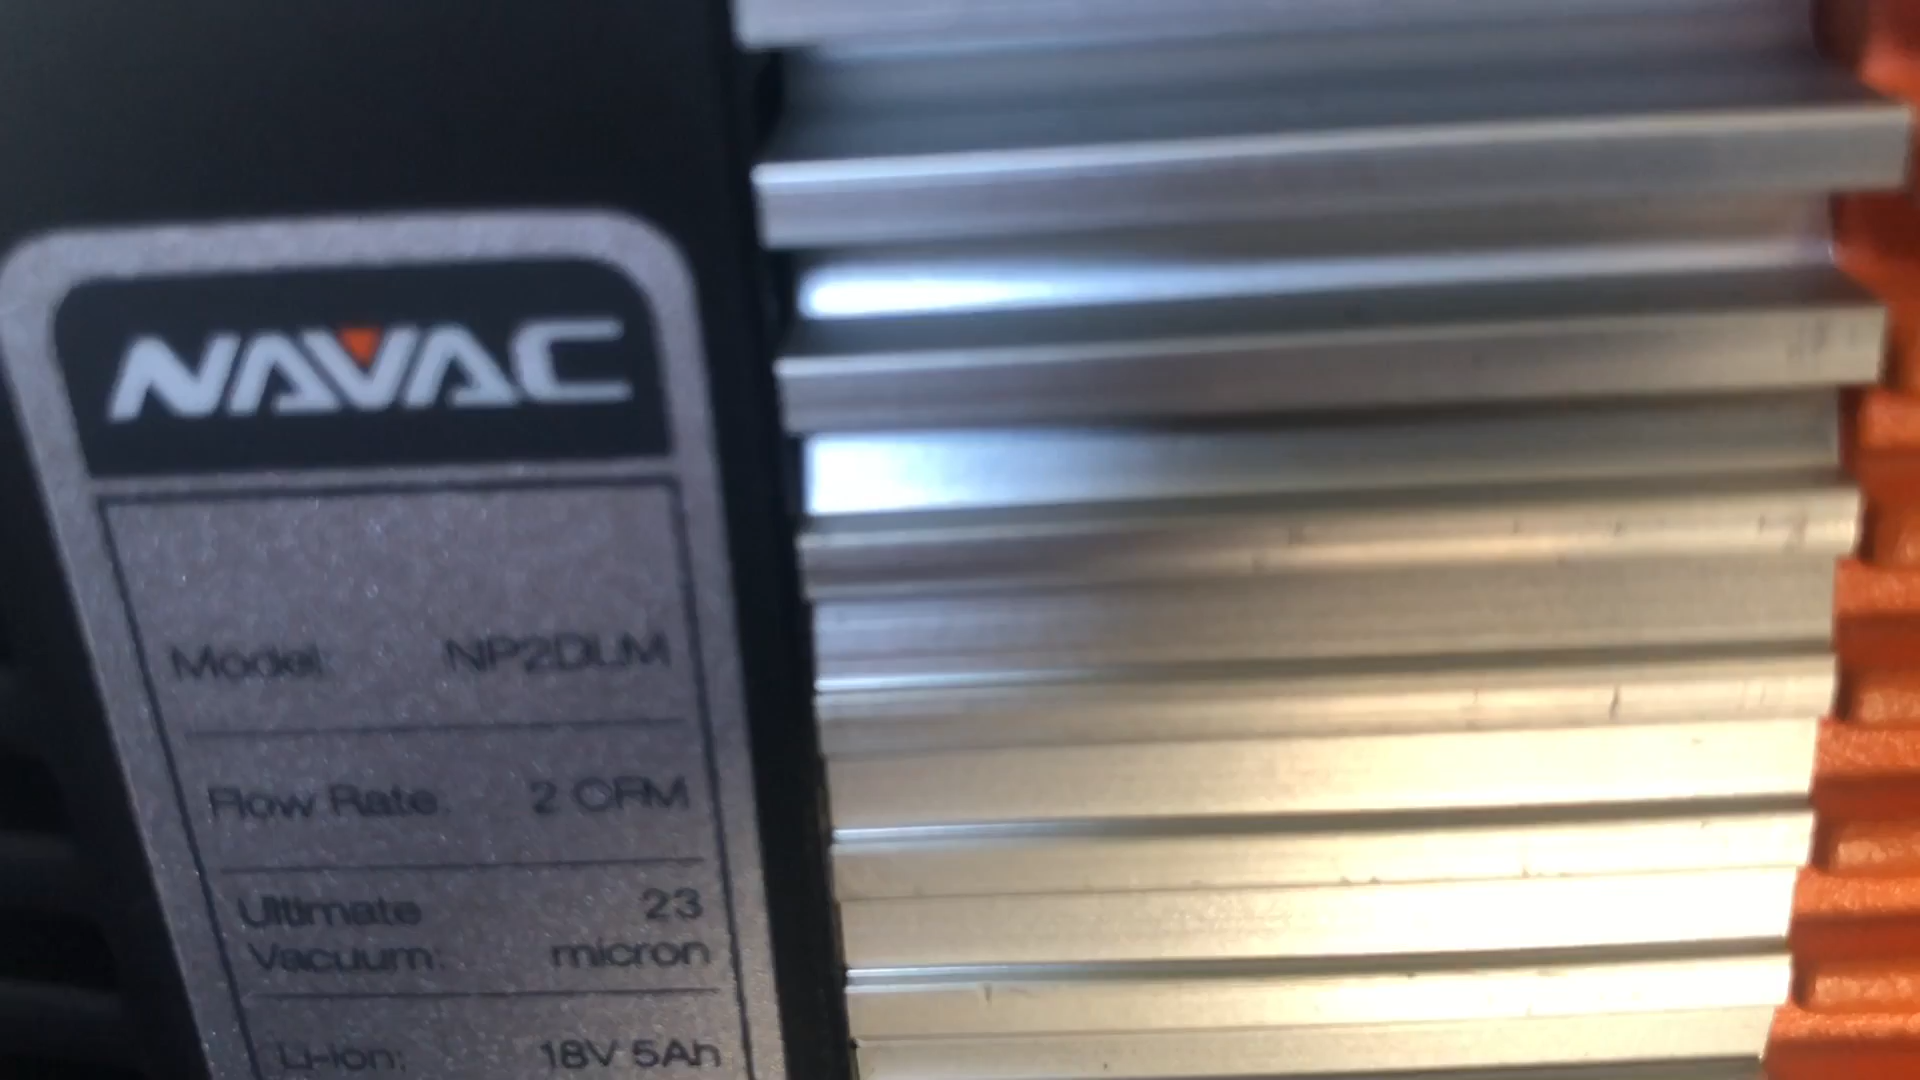 NAVAC
Model: NP2DLM
Flow Rate: 2 CFM
Ultimate 23
Vacuum: micron
Li-ion: 18V 5Ah